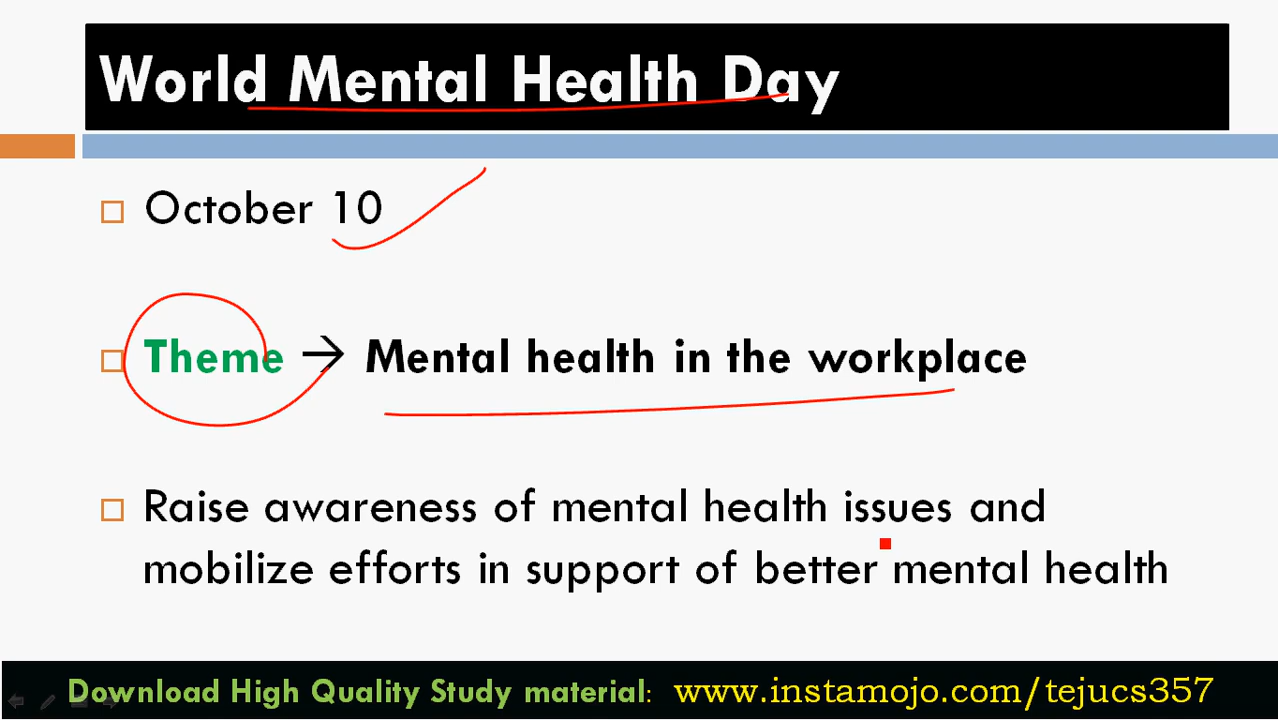 World Mental Health Day
October 10
Theme → Mental health in the workplace
Raise awareness of mental health issues and
mobilize efforts in support of better mental health
Download High Quality Study material: www.instamojo.com/tejucs357